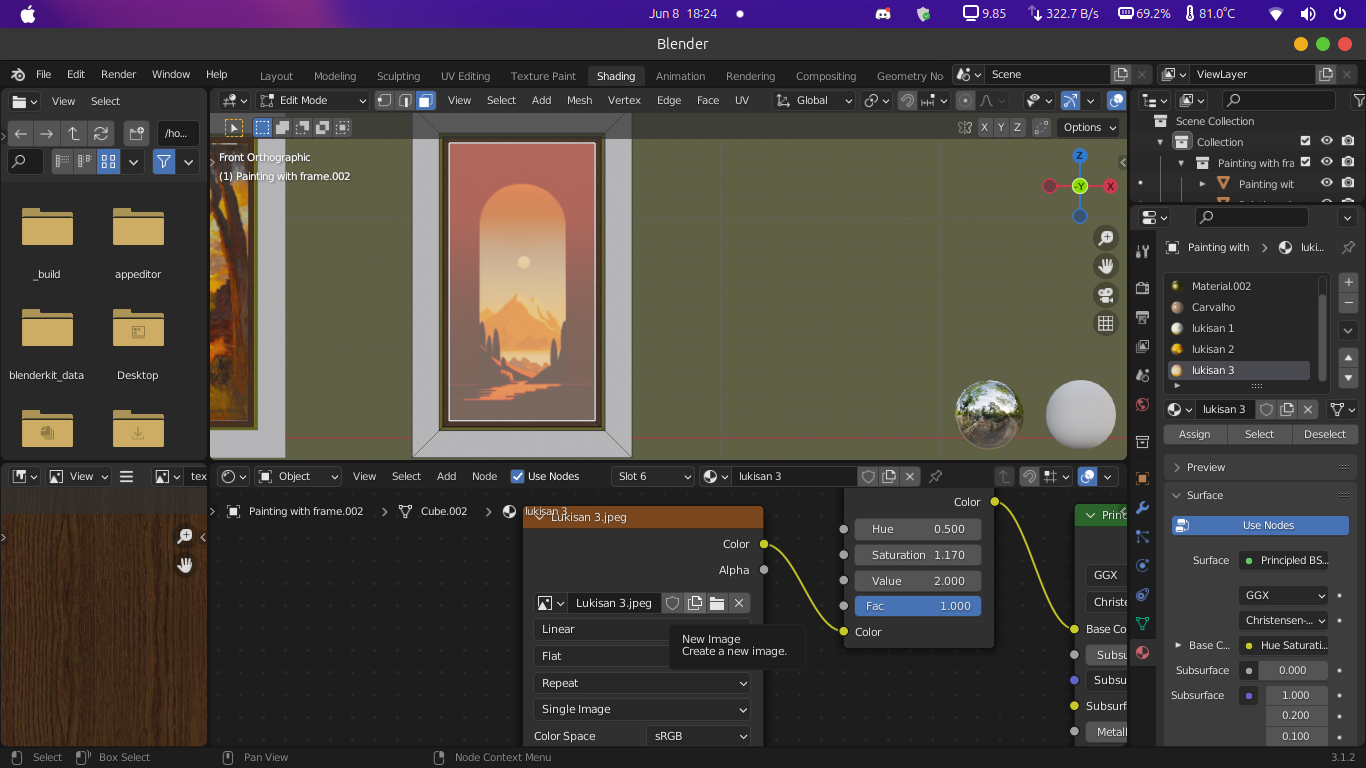 Jun 8 18:24
9.85
322.7 B/s
69.2%
81.0°C
Blender
File Edit Render Window Help
Layout Modeling Sculpting UV Editing Texture Paint Shading Animation Rendering Compositing Geometry No
Scene
ViewLayer
View Select
Edit Mode
View Select Add Mesh Vertex Edge Face UV
Global
/ho...
X Y Z
Options
Front Orthographic
(1) Painting with frame.002
Z
-Y
X
_build
appeditor
blenderkit_data
Desktop
Scene Collection
Collection
Painting with fra
Painting wit
Painting with
luki...
Material.002
Carvalho
lukisan 1
lukisan 2
lukisan 3
lukisan 3
Assign Select Deselect
Preview
Surface
Use Nodes
Surface
Principled BS...
GGX
Christensen-...
Base C...
Hue Saturati...
Subsurface
0.000
Subsurface
1.000
0.200
0.100
View
tex
Object
View Select Add Node
Use Nodes
Slot 6
lukisan 3
Painting with frame.002
Cube.002
lukisan 3
Lukisan 3.jpeg
Color
Alpha
Lukisan 3.jpeg
Linear
Flat
Repeat
Single Image
Color Space
sRGB
New Image
Create a new image.
Color
Hue 0.500
Saturation 1.170
Value 2.000
Fac 1.000
Color
Princ
GGX
Christe
Base Co
Subsu
Subsu
Subsurf
Metall
Select
Box Select
Pan View
Node Context Menu
3.1.2